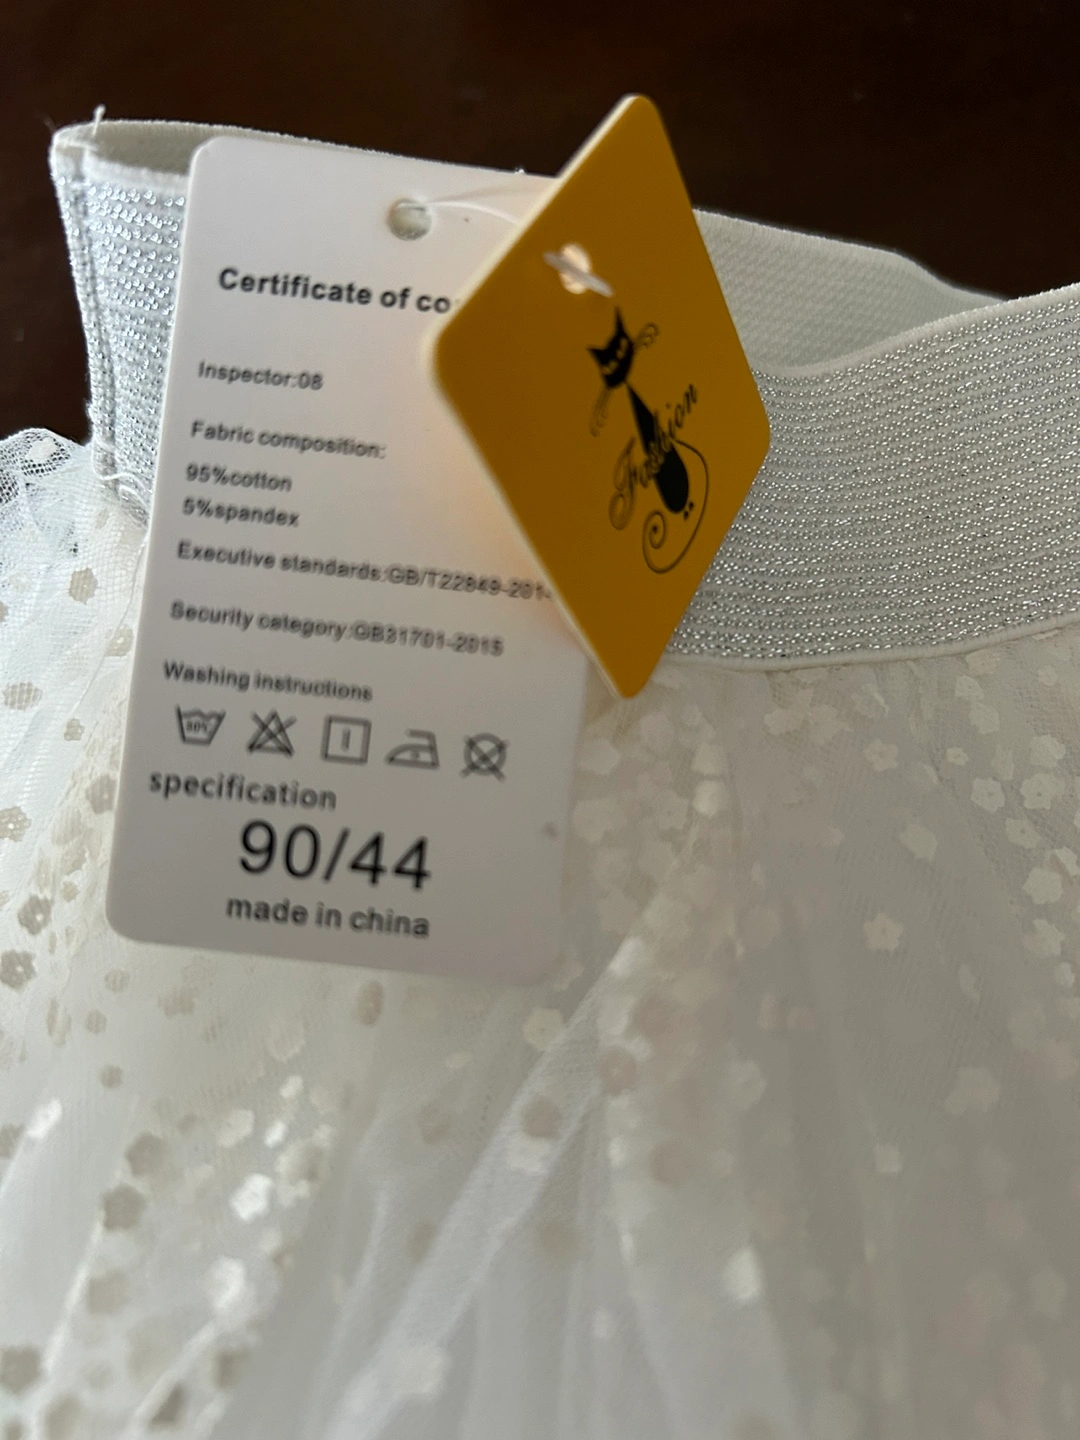 Certificate of co
Inspector:08
Fabric composition:
95%cotton
5%spandex
Executive standards:GB/T22849-201
Security category:GB31701-2015
Washing instructions
specification
90/44
made in china
Fashion